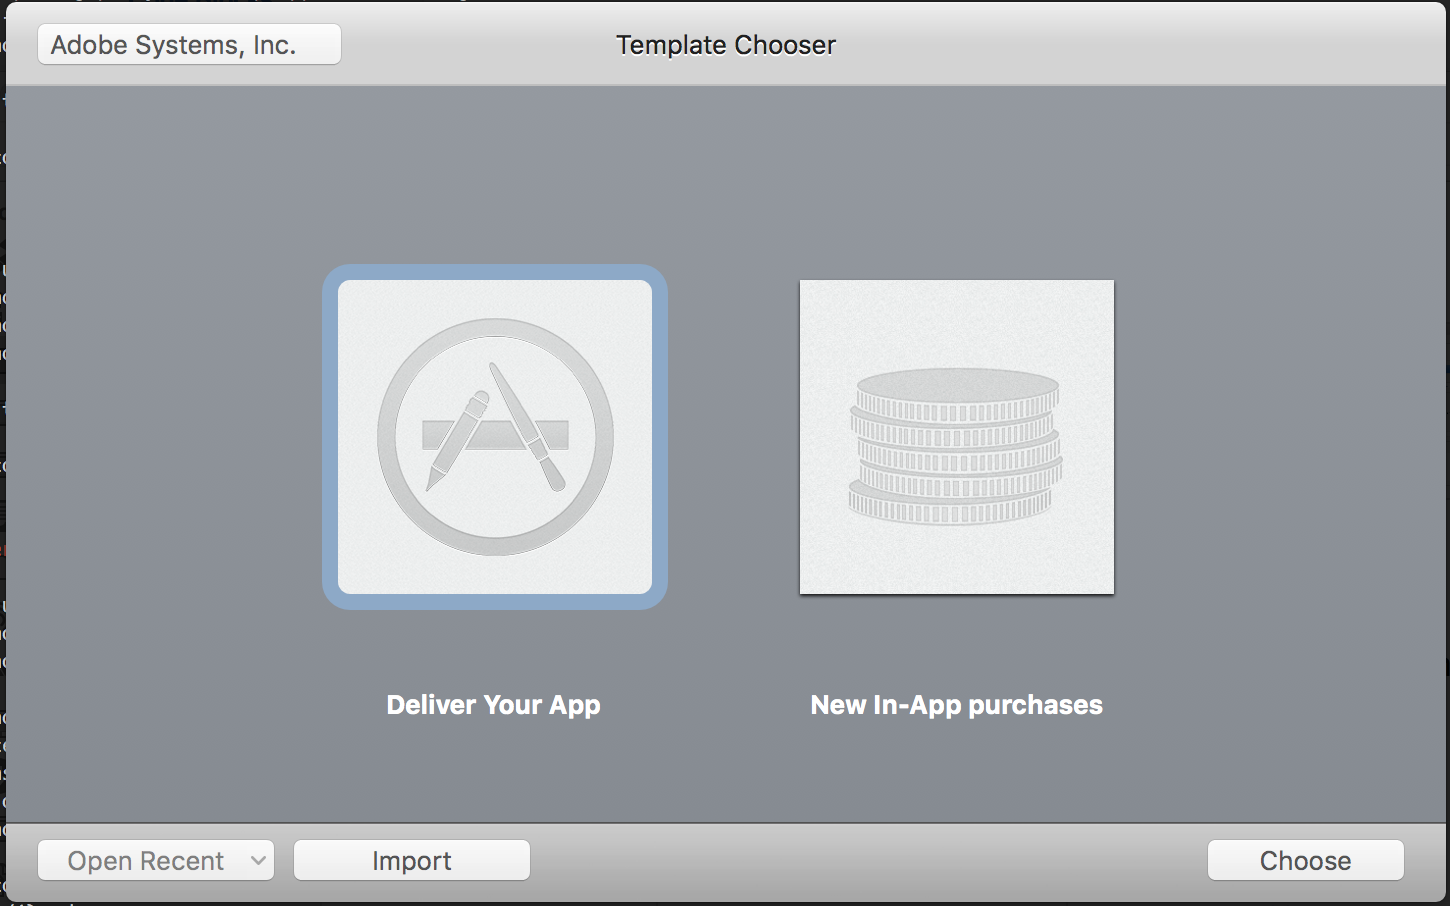 Adobe Systems, Inc.
Template Chooser
Deliver Your App
New In-App purchases
Open Recent
Import
Choose